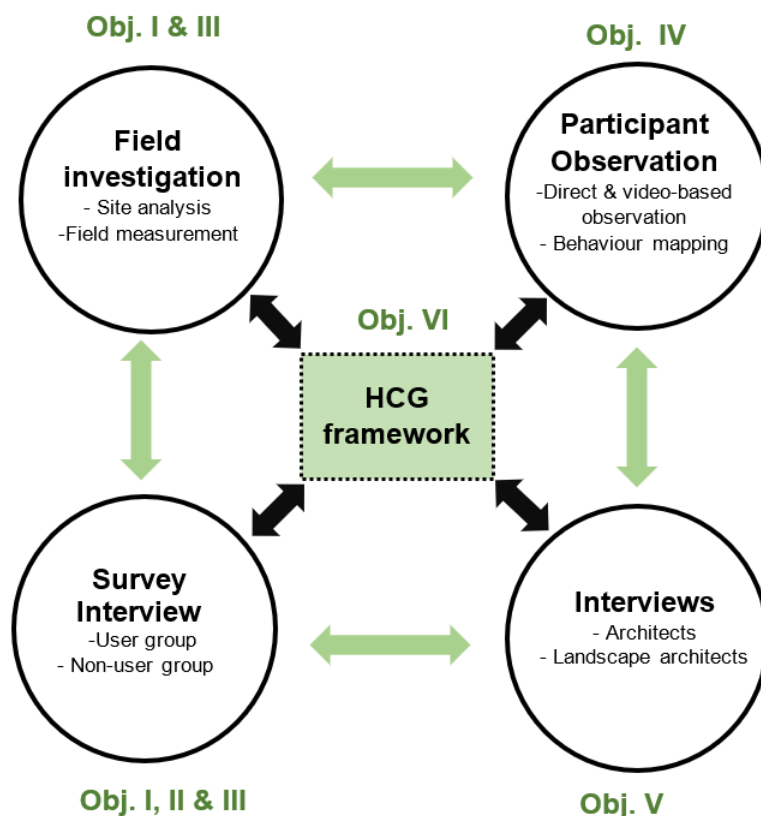 Obj. I & III
Field
investigation
- Site analysis
-Field measurement
Obj. IV
Participant
Observation
-Direct & video-based
observation
- Behaviour mapping
Obj. VI
HCG
framework
Survey
Interview
-User group
- Non-user group
Obj. I, II & III
Interviews
- Architects
- Landscape architects
Obj. V